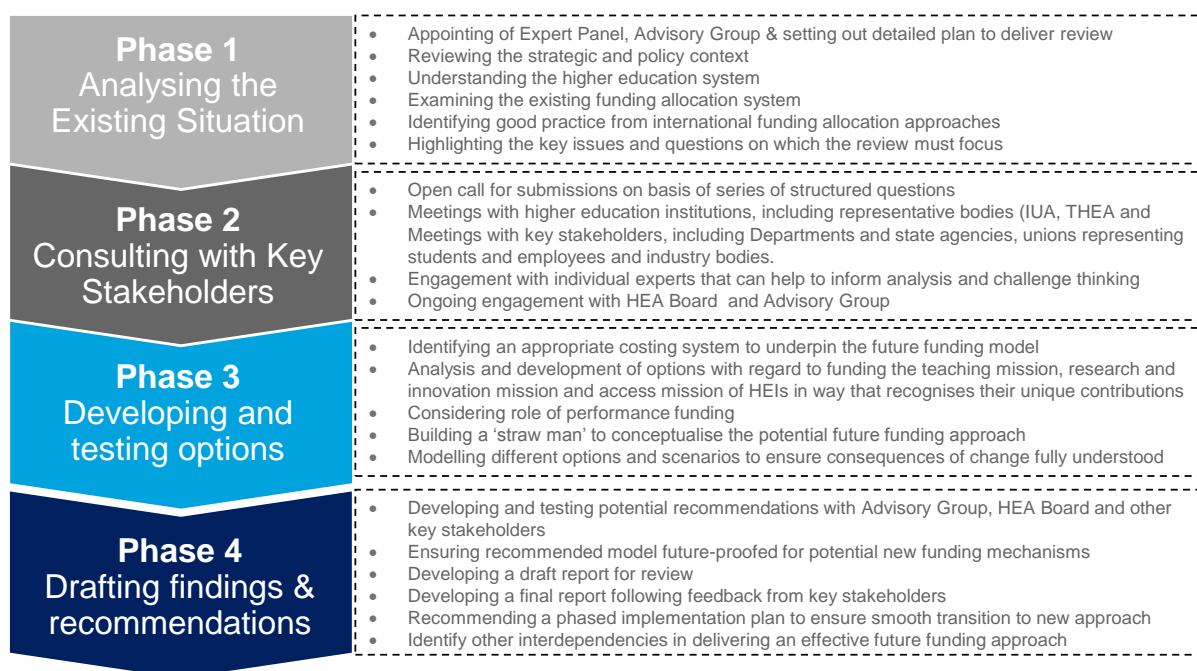 Phase 1
Analysing the
Existing Situation
• Appointing of Expert Panel, Advisory Group & setting out detailed plan to deliver review
• Reviewing the strategic and policy context
• Understanding the higher education system
• Examining the existing funding allocation system
• Identifying good practice from international funding allocation approaches
• Highlighting the key issues and questions on which the review must focus
Phase 2
Consulting with Key
Stakeholders
• Open call for submissions on basis of series of structured questions
• Meetings with higher education institutions, including representative bodies (IUA, THEA and
Meetings with key stakeholders, including Departments and state agencies, unions representing
students and employees and industry bodies.
• Engagement with individual experts that can help to inform analysis and challenge thinking
• Ongoing engagement with HEA Board and Advisory Group
Phase 3
Developing and
testing options
• Identifying an appropriate costing system to underpin the future funding model
• Analysis and development of options with regard to funding the teaching mission, research and
innovation mission and access mission of HEIs in way that recognises their unique contributions
• Considering role of performance funding
• Building a ‘straw man’ to conceptualise the potential future funding approach
• Modelling different options and scenarios to ensure consequences of change fully understood
Phase 4
Drafting findings &
recommendations
• Developing and testing potential recommendations with Advisory Group, HEA Board and other
key stakeholders
• Ensuring recommended model future-proofed for potential new funding mechanisms
• Developing a draft report for review
• Developing a final report following feedback from key stakeholders
• Recommending a phased implementation plan to ensure smooth transition to new approach
• Identify other interdependencies in delivering an effective future funding approach